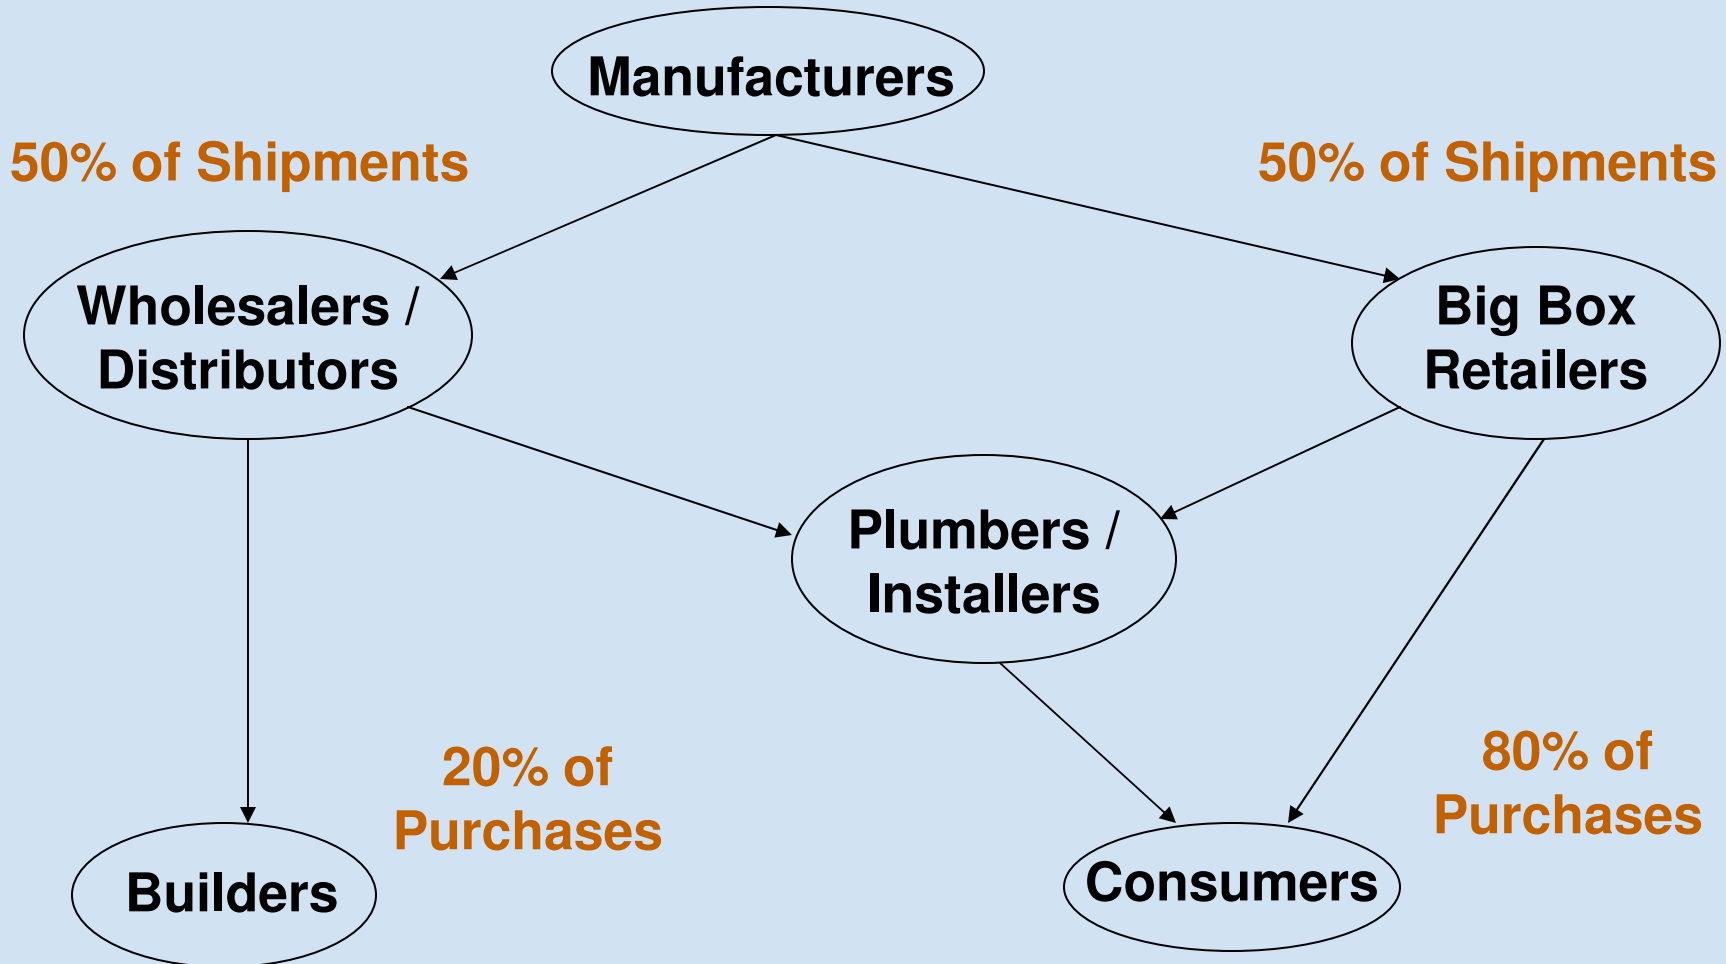 Manufacturers
50% of Shipments
50% of Shipments
Wholesalers /
Distributors
Big Box
Retailers
Plumbers /
Installers
20% of
Purchases
80% of
Purchases
Builders
Consumers